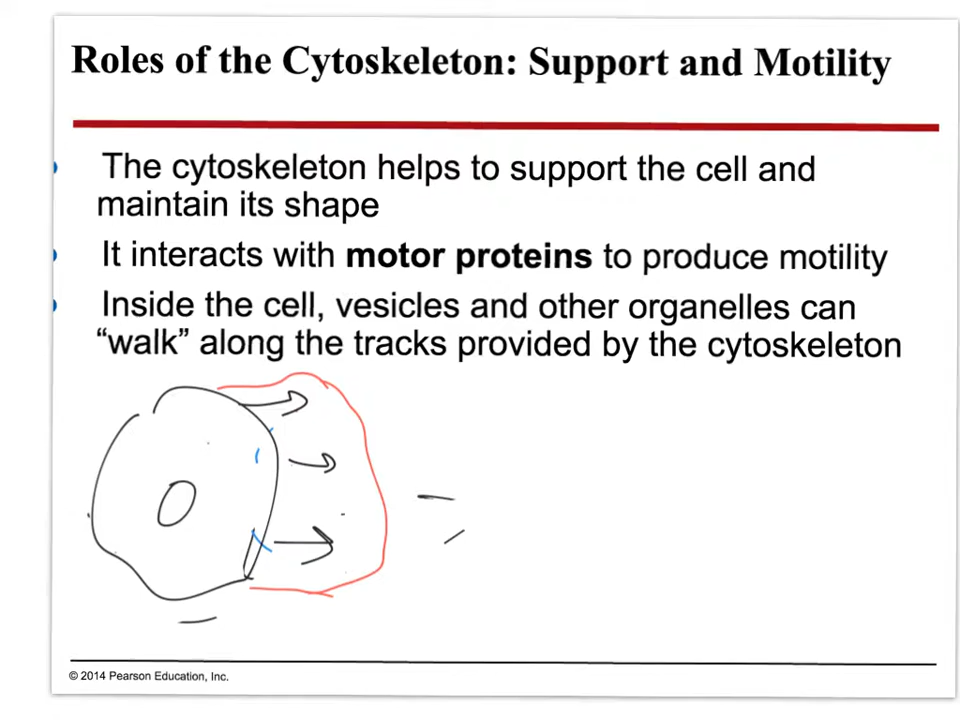 Roles of the Cytoskeleton: Support and Motility
The cytoskeleton helps to support the cell and
maintain its shape
It interacts with motor proteins to produce motility
Inside the cell, vesicles and other organelles can
“walk” along the tracks provided by the cytoskeleton
© 2014 Pearson Education, Inc.